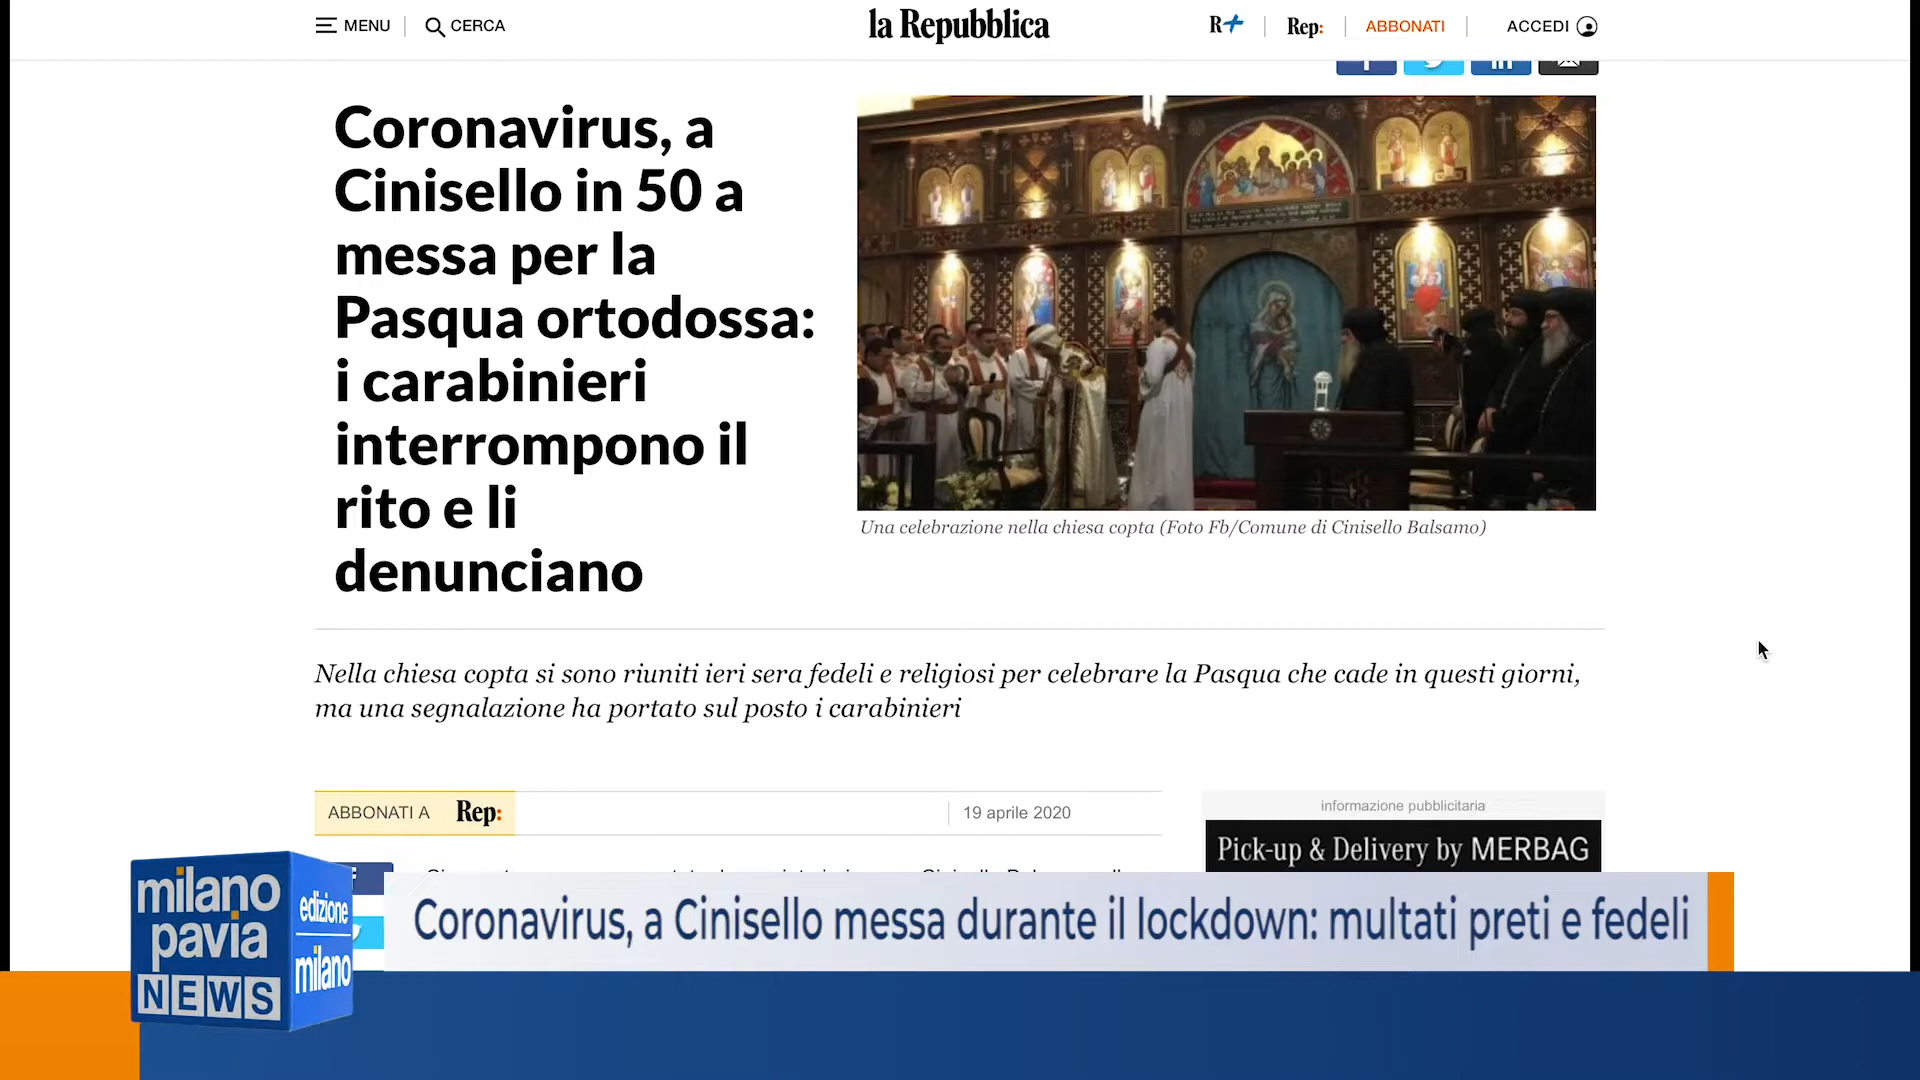 MENU
CERCA
la Repubblica
R+
Rep:
ABBONATI
ACCEDI
Coronavirus, a
Cinisello in 50 a
messa per la
Pasqua ortodossa:
i carabinieri
interrompono il
rito e li
denunciano
Una celebrazione nella chiesa copta (Foto Fb/Comune di Cinisello Balsamo)
Nella chiesa copta si sono riuniti ieri sera fedeli e religiosi per celebrare la Pasqua che cade in questi giorni,
ma una segnalazione ha portato sul posto i carabinieri
ABBONATI A Rep:
19 aprile 2020
informazione pubblicitaria
Pick-up & Delivery by MERBAG
milano
pavia
NEWS
edizione
milano
Coronavirus, a Cinisello messa durante il lockdown: multati preti e fedeli